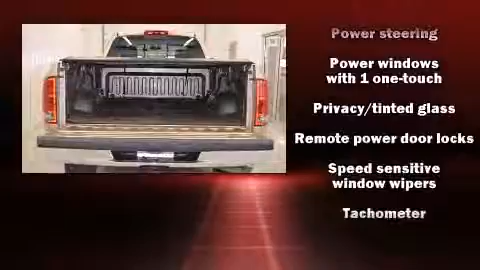 Power steering
Power windows
with 1 one-touch
Privacy/tinted glass
Remote power door locks
Speed sensitive
window wipers
Tachometer